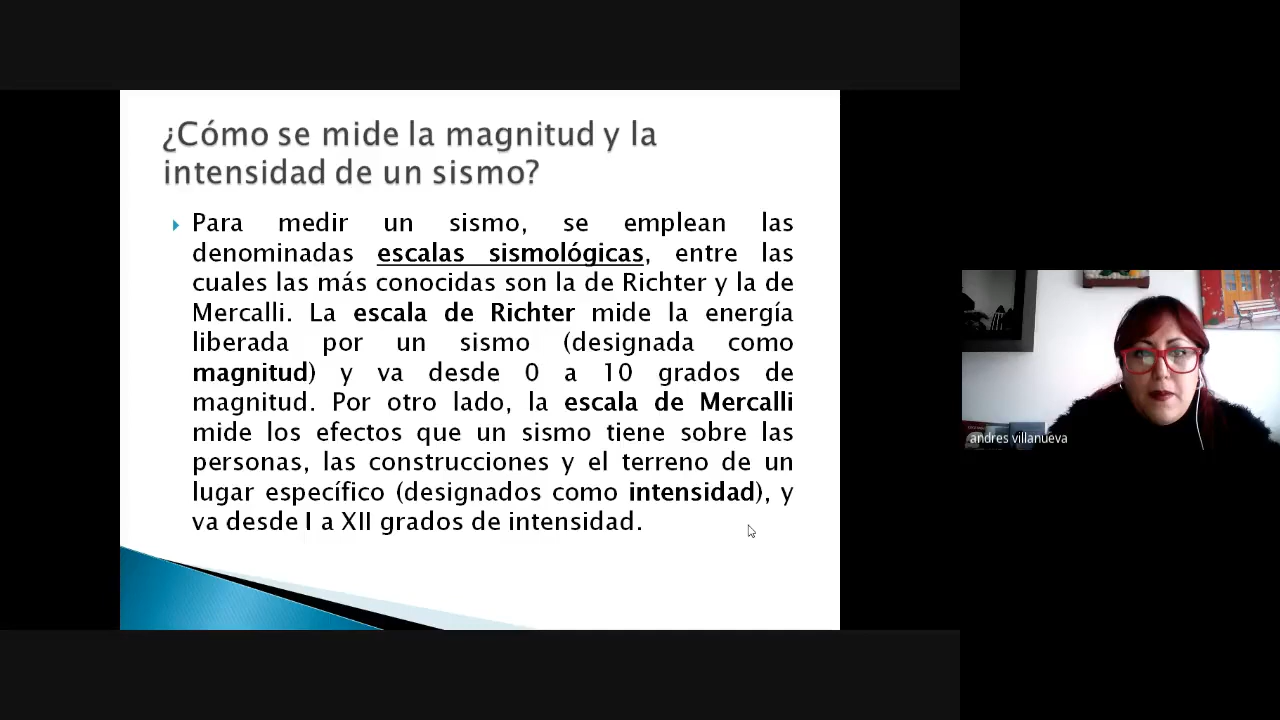 ¿Cómo se mide la magnitud y la
intensidad de un sismo?
Para medir un sismo, se emplean las
denominadas escalas sismológicas, entre las
cuales las más conocidas son la de Richter y la de
Mercalli. La escala de Richter mide la energía
liberada por un sismo (designada como
magnitud) y va desde 0 a 10 grados de
magnitud. Por otro lado, la escala de Mercalli
mide los efectos que un sismo tiene sobre las
personas, las construcciones y el terreno de un
lugar específico (designados como intensidad), y
va desde I a XII grados de intensidad.
andres villanueva